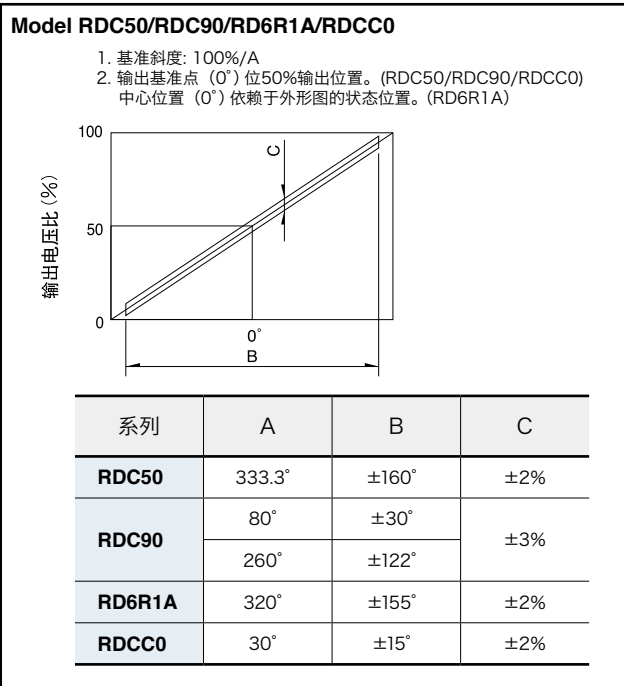 Model RDC50/RDC90/RD6R1A/RDCC0
1. 基准斜度: 100%/A
2. 输出基准点（0˚）位50%输出位置。(RDC50/RDC90/RDCC0)
中心位置（0˚）依赖于外形图的状态位置。（RD6R1A）
100
C
输出电压比（%）
50
0
0˚
B
系列 A B C
RDC50 333.3˚ ±160˚ ±2%
RDC90 80˚ ±30˚ ±3%
260˚ ±122˚
RD6R1A 320˚ ±155˚ ±2%
RDCC0 30˚ ±15˚ ±2%